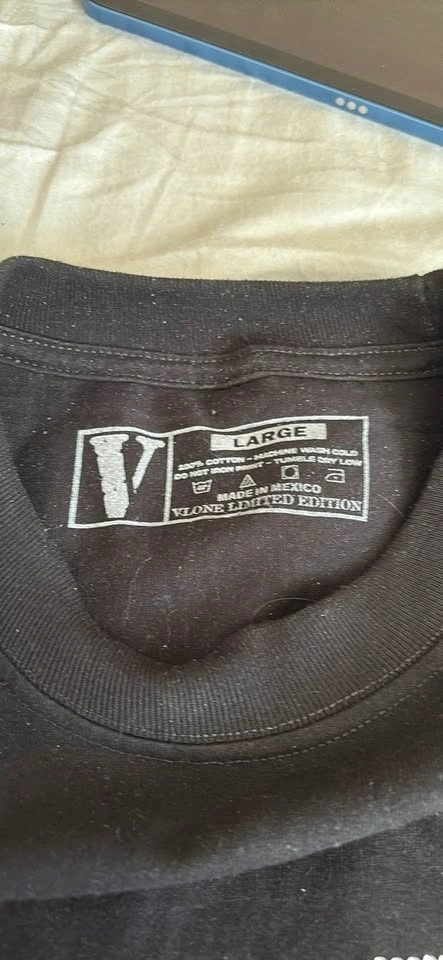 V
LARGE
100% COTTON - MACHINE WASH COLD
DO NOT IRON PRINT - TUMBLE DRY LOW
MADE IN MEXICO
VLONE LIMITED EDITION